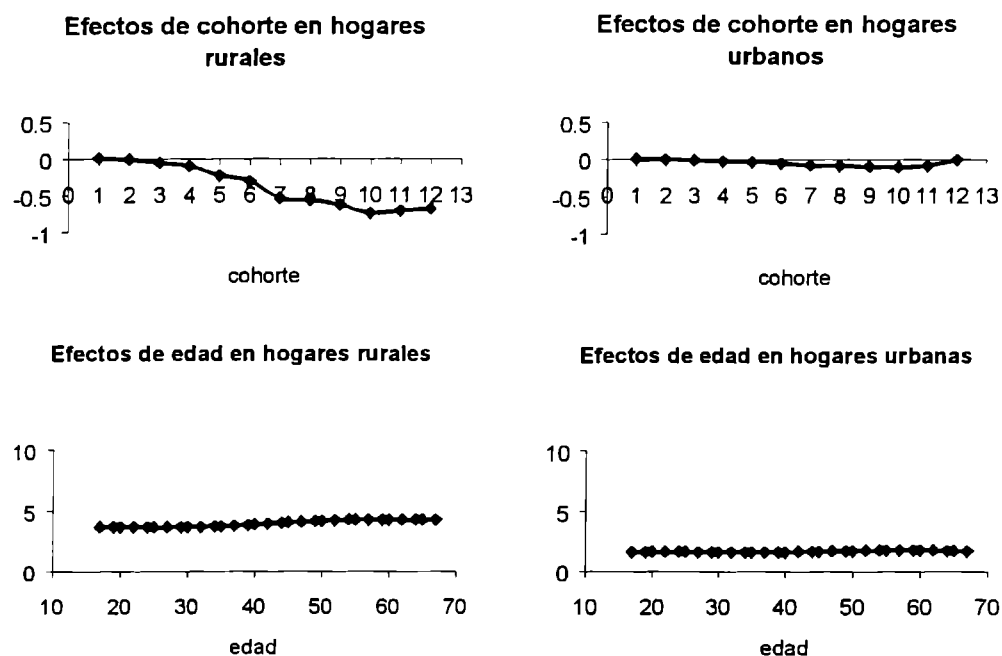 Efectos de cohorte en hogares
rurales
0.5
0
-0.5
-1
0 1 2 3 4 5 6 7 8 9 10 11 12 13
cohorte
Efectos de cohorte en hogares
urbanos
0.5
0
-0.5
-1
0 1 2 3 4 5 6 7 8 9 10 11 12 13
cohorte
Efectos de edad en hogares rurales
10
5
0
10 20 30 40 50 60 70
edad
Efectos de edad en hogares urbanas
10
5
0
10 20 30 40 50 60 70
edad